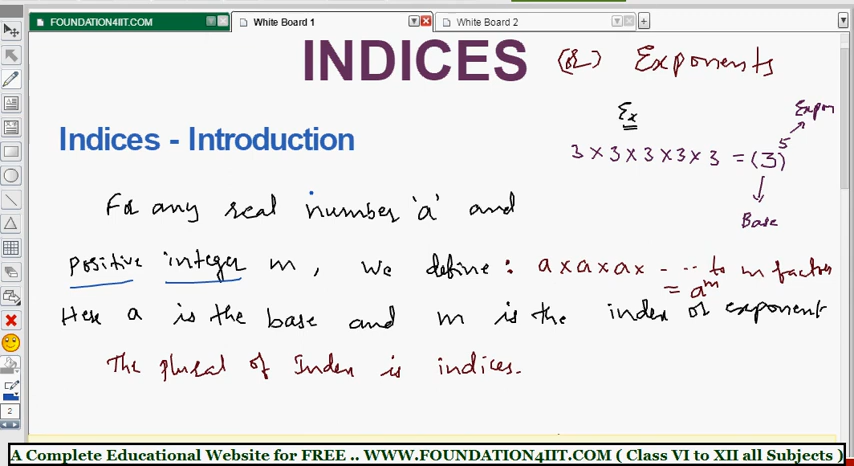 FOUNDATION4IIT.COM White Board 1 White Board 2
INDICES (or) Exponents
Ex
Expon
Indices - Introduction
3 × 3 × 3 × 3 × 3 = (3)⁵
Base
For any real number 'a' and
positive integer m, we define : a×a×a× - ·· to m factors
= aᵐ
Here a is the base and m is the index or exponent
The plural of Index is indices.
2
A Complete Educational Website for FREE .. WWW.FOUNDATION4IIT.COM ( Class VI to XII all Subjects )